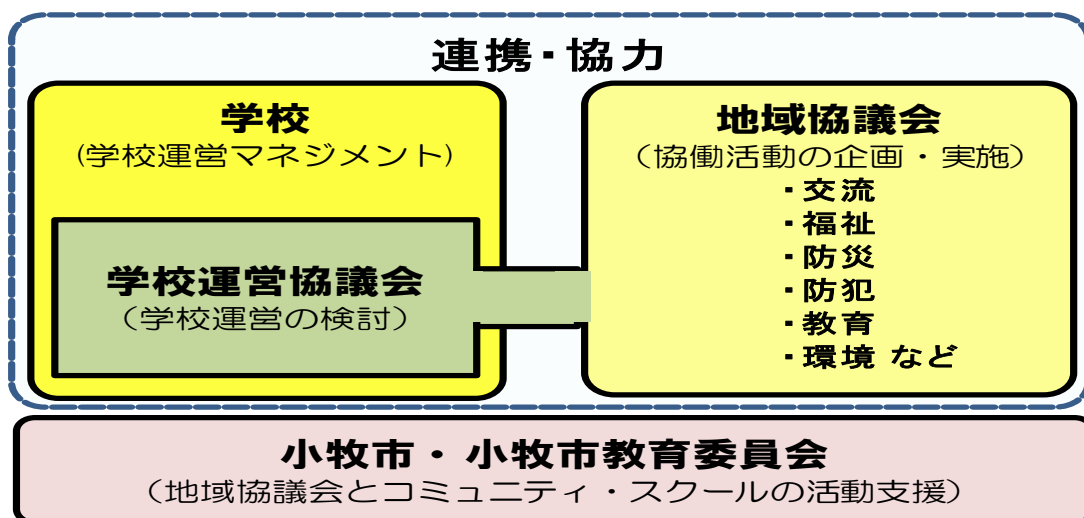 連携・協力
学校
(学校運営マネジメント)
学校運営協議会
（学校運営の検討）
地域協議会
（協働活動の企画・実施）
・交流
・福祉
・防災
・防犯
・教育
・環境 など
小牧市・小牧市教育委員会
（地域協議会とコミュニティ・スクールの活動支援）